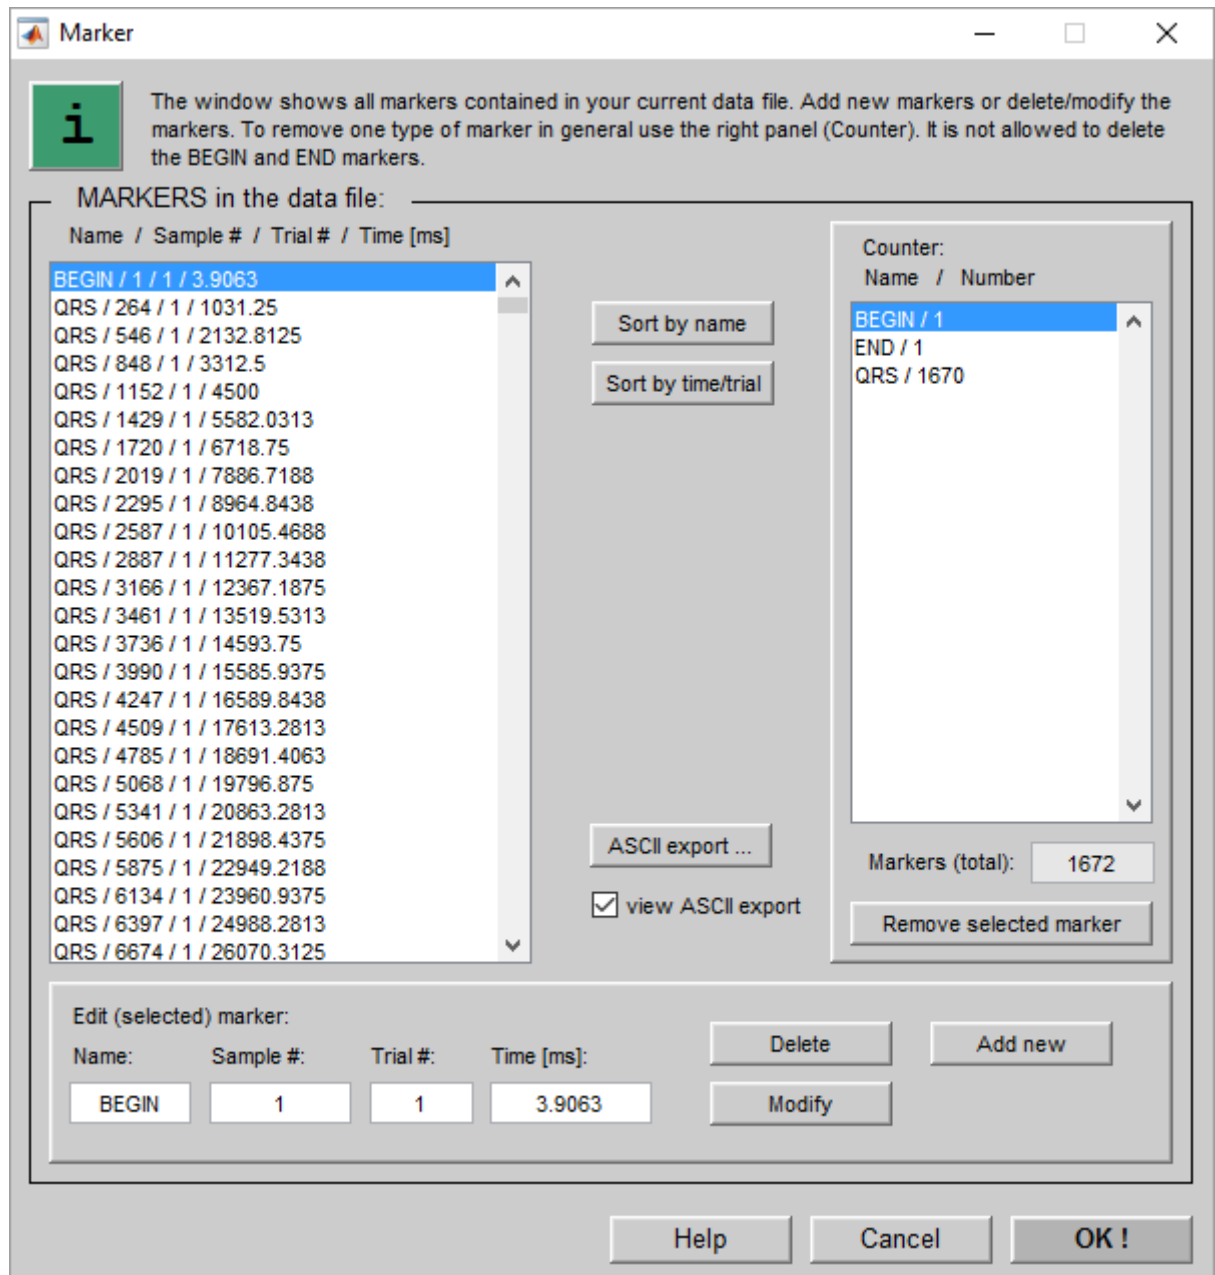 Marker
i
The window shows all markers contained in your current data file. Add new markers or delete/modify the
markers. To remove one type of marker in general use the right panel (Counter). It is not allowed to delete
the BEGIN and END markers.
MARKERS in the data file:
Name / Sample # / Trial # / Time [ms]
BEGIN / 1 / 1 / 3.9063
QRS / 264 / 1 / 1031.25
QRS / 546 / 1 / 2132.8125
QRS / 848 / 1 / 3312.5
QRS / 1152 / 1 / 4500
QRS / 1429 / 1 / 5582.0313
QRS / 1720 / 1 / 6718.75
QRS / 2019 / 1 / 7886.7188
QRS / 2295 / 1 / 8964.8438
QRS / 2587 / 1 / 10105.4688
QRS / 2887 / 1 / 11277.3438
QRS / 3166 / 1 / 12367.1875
QRS / 3461 / 1 / 13519.5313
QRS / 3736 / 1 / 14593.75
QRS / 3990 / 1 / 15585.9375
QRS / 4247 / 1 / 16589.8438
QRS / 4509 / 1 / 17613.2813
QRS / 4785 / 1 / 18691.4063
QRS / 5068 / 1 / 19796.875
QRS / 5341 / 1 / 20863.2813
QRS / 5606 / 1 / 21898.4375
QRS / 5875 / 1 / 22949.2188
QRS / 6134 / 1 / 23960.9375
QRS / 6397 / 1 / 24988.2813
QRS / 6674 / 1 / 26070.3125
Sort by name
Sort by time/trial
ASCII export ...
view ASCII export
Counter:
Name / Number
BEGIN / 1
END / 1
QRS / 1670
Markers (total): 1672
Remove selected marker
Edit (selected) marker:
Name: Sample #: Trial #: Time [ms]:
BEGIN 1 1 3.9063
Delete Add new
Modify
Help Cancel OK !